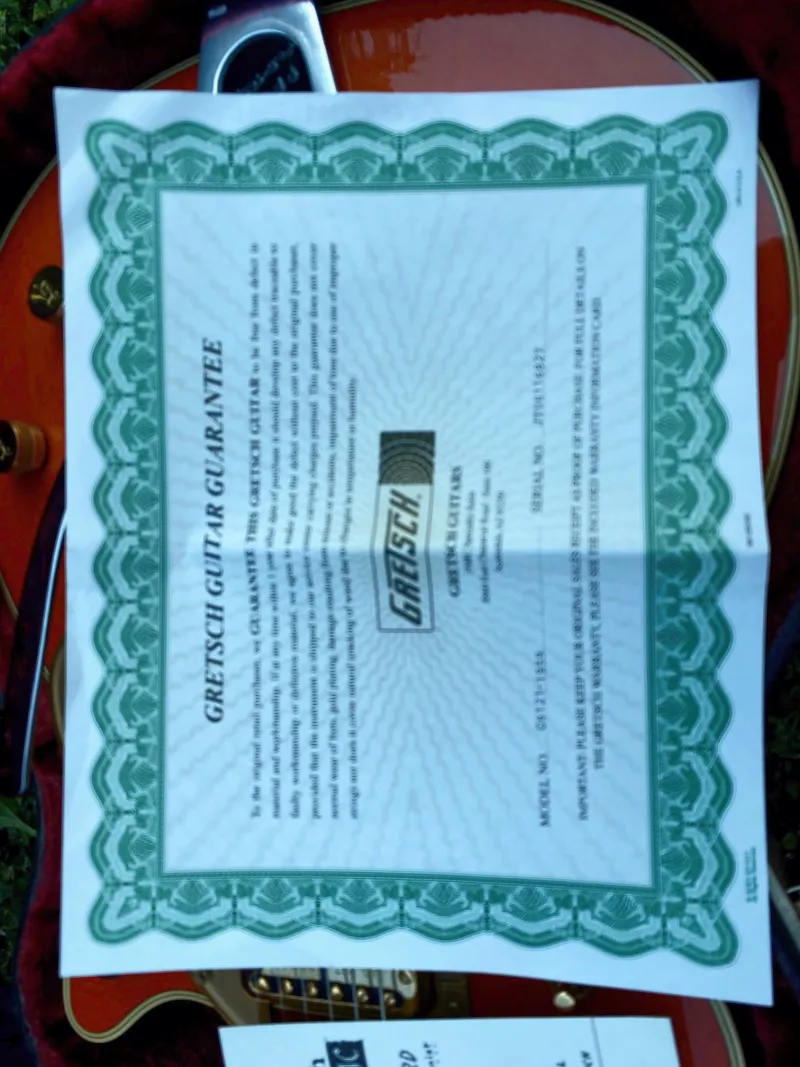 GRETSCH GUITAR GUARANTEE
To the original retail purchaser, we GUARANTEE THIS GRETSCH GUITAR to be free from defect in
material and workmanship. If at any time within 1 year after date of purchase it should develop any defect traceable to
faulty workmanship or defective material, we agree to make good the defect without cost to the original purchaser,
provided that the instrument is shipped to our service center carrying charges prepaid. This guarantee does not cover
normal wear of frets, gold plating, damage resulting from misuse or accidents, impairment of tone due to use of improper
strings nor does it cover natural cracking of wood due to changes in temperature or humidity.
GRETSCH
GRETSCH GUITARS
MODEL NO. G6121-1959 SERIAL NO.
IMPORTANT: PLEASE KEEP YOUR ORIGINAL SALES RECEIPT AS PROOF OF PURCHASE. FOR FULL DETAILS ON
THE GRETSCH WARRANTY, PLEASE SEE THE INCLUDED WARRANTY INFORMATION CARD.